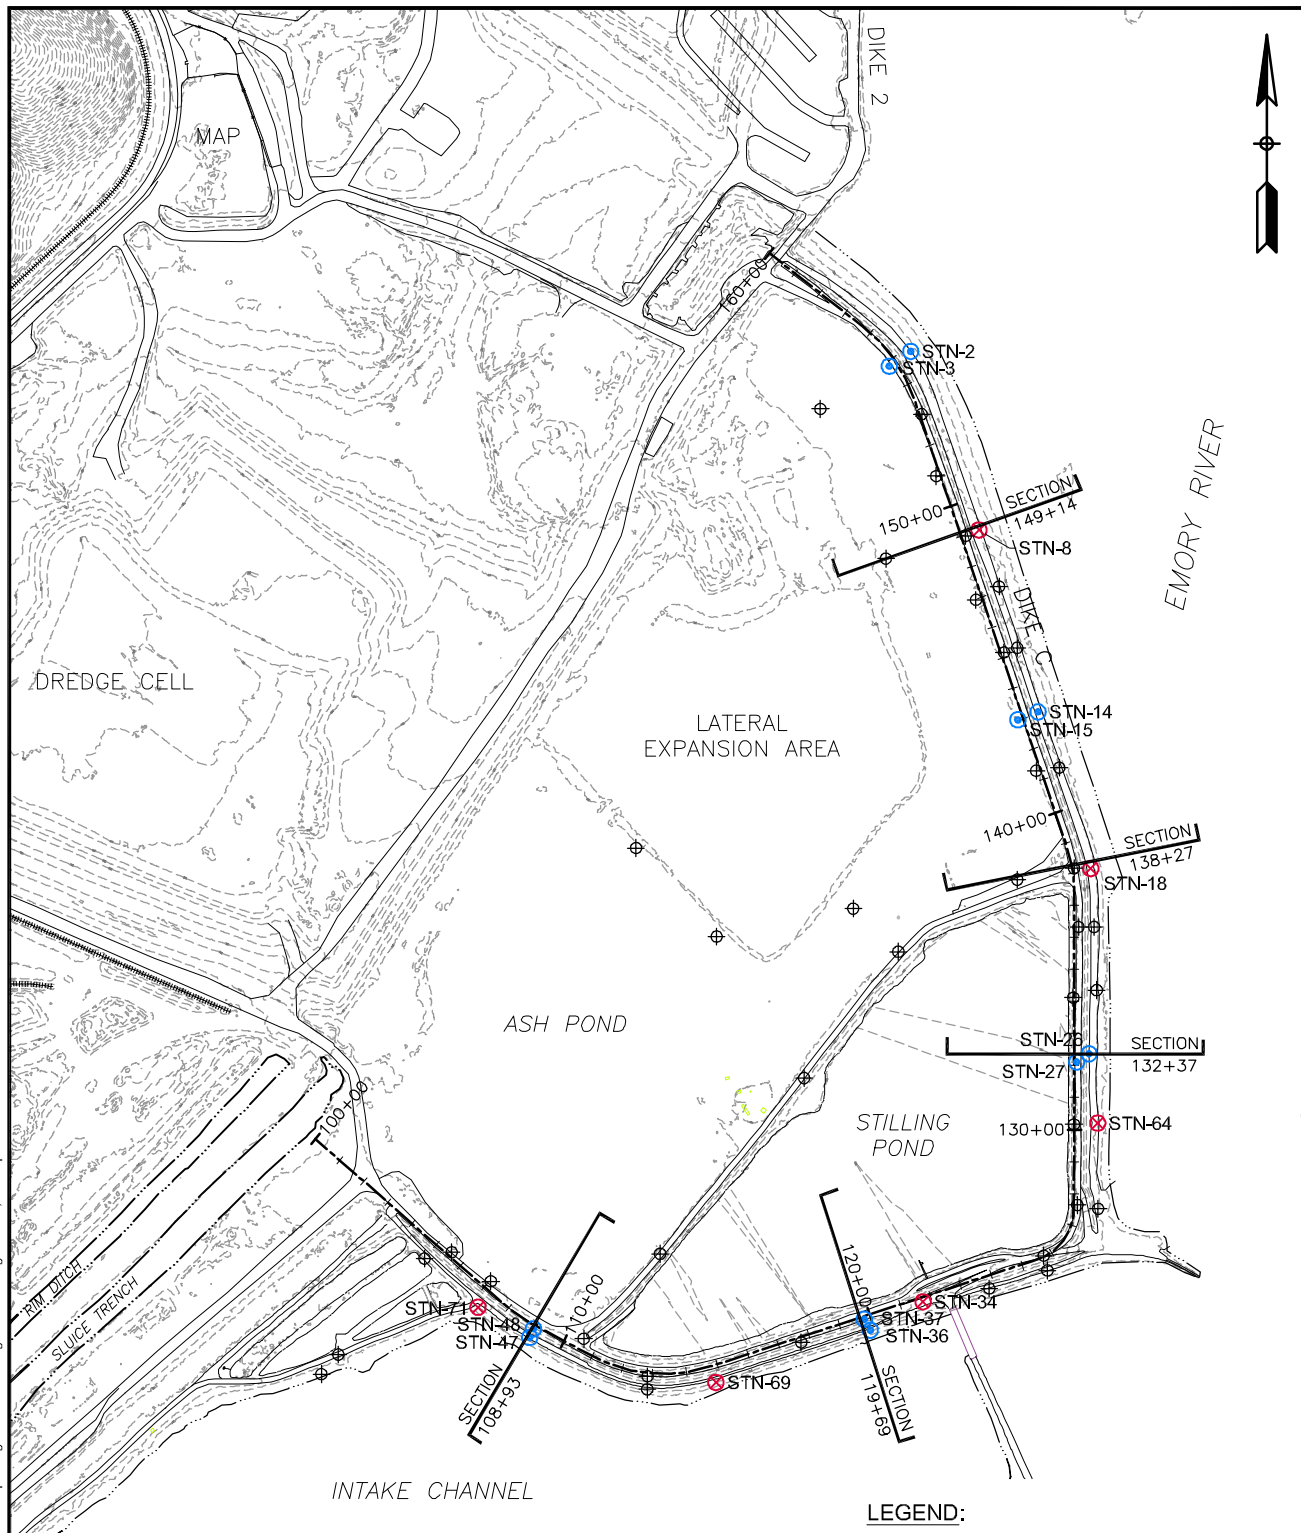 DIKE 2
MAP
160+00
STN-2
STN-3
EMORY RIVER
SECTION
149+14
150+00
STN-8
DIKE C
DREDGE CELL
LATERAL
EXPANSION AREA
STN-14
STN-15
140+00
SECTION
138+27
STN-18
ASH POND
STN-26
SECTION
132+37
STN-27
100+00
STILLING
POND
130+00
STN-64
RIM DITCH
SLUICE TRENCH
120+00
110+00
STN-71
STN-48
STN-47
STN-34
STN-37
STN-36
SECTION
108+93
STN-69
SECTION
119+69
INTAKE CHANNEL
LEGEND: